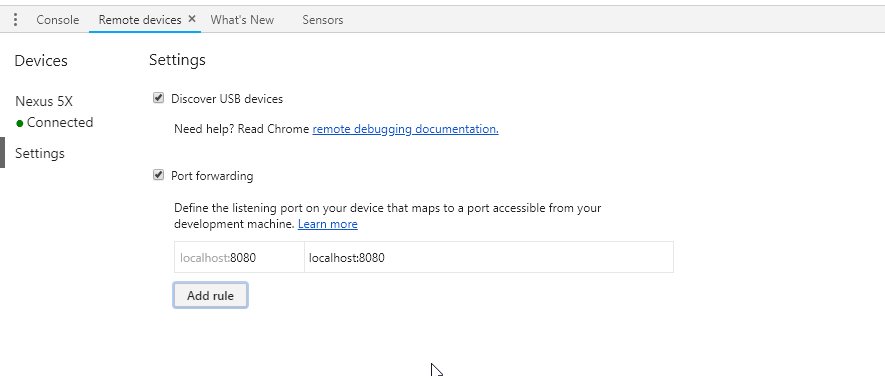 Console Remote devices × What's New Sensors
Devices
Settings
Nexus 5X
Connected
Settings
Discover USB devices
Need help? Read Chrome remote debugging documentation.
Port forwarding
Define the listening port on your device that maps to a port accessible from your
development machine. Learn more
localhost:8080 localhost:8080
Add rule